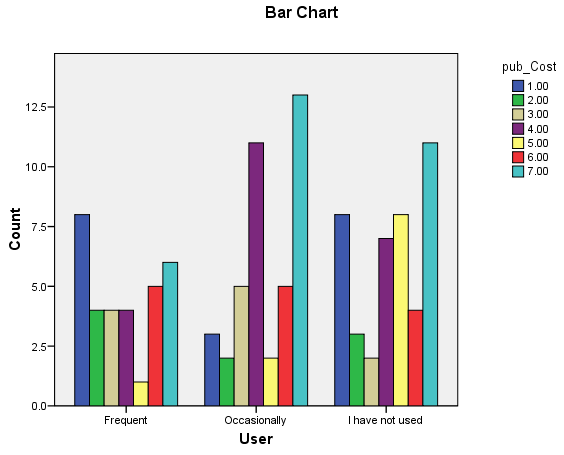 Bar Chart
pub_Cost
1.00
2.00
3.00
4.00
5.00
6.00
7.00
Count
12.5
10.0
7.5
5.0
2.5
0.0
Frequent
Occasionally
I have not used
User